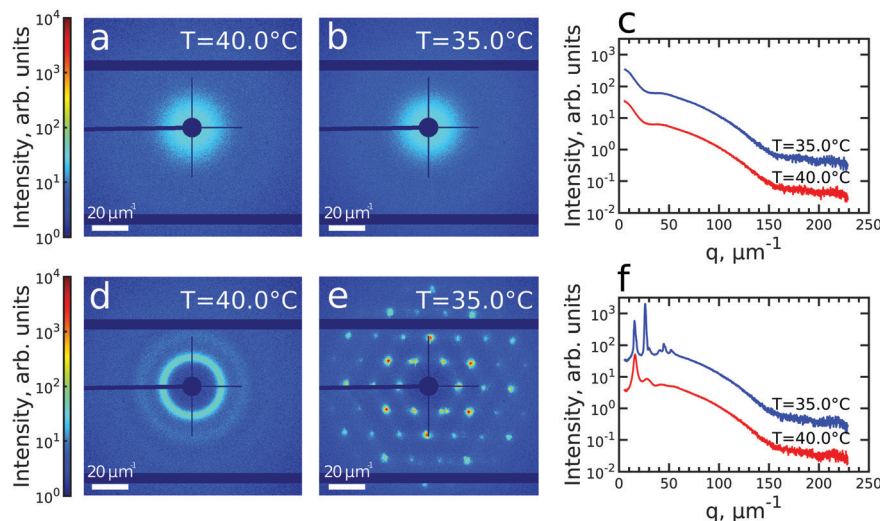 Intensity, arb. units
10⁴
10³
10²
10¹
10⁰
a
T=40.0°C
20 µm⁻¹
b
T=35.0°C
20 µm⁻¹
c
Intensity, arb. units
10³
10²
10¹
10⁰
10⁻¹
10⁻²
T=35.0°C
T=40.0°C
0 50 100 150 200 250
q, µm⁻¹
Intensity, arb. units
10⁴
10³
10²
10¹
10⁰
d
T=40.0°C
20 µm⁻¹
e
T=35.0°C
20 µm⁻¹
f
Intensity, arb. units
10³
10²
10¹
10⁰
10⁻¹
10⁻²
T=35.0°C
T=40.0°C
0 50 100 150 200 250
q, µm⁻¹